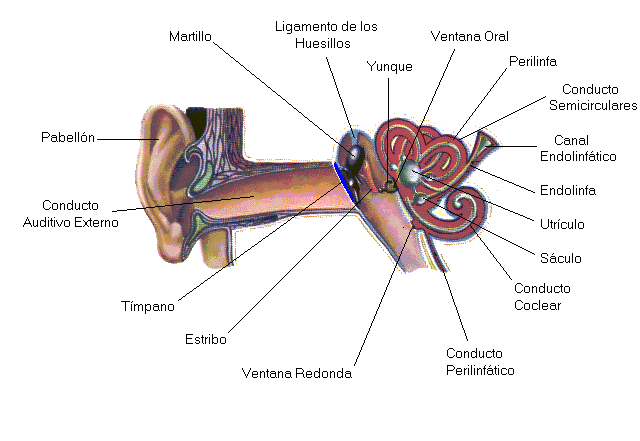 Ligamento de los
Huesillos
Martillo
Ventana Oral
Yunque
Perilinfa
Conducto
Semicirculares
Pabellón
Canal
Endolinfático
Endolinfa
Conducto
Auditivo Externo
Utrículo
Sáculo
Conducto
Coclear
Tímpano
Estribo
Ventana Redonda
Conducto
Perilinfático